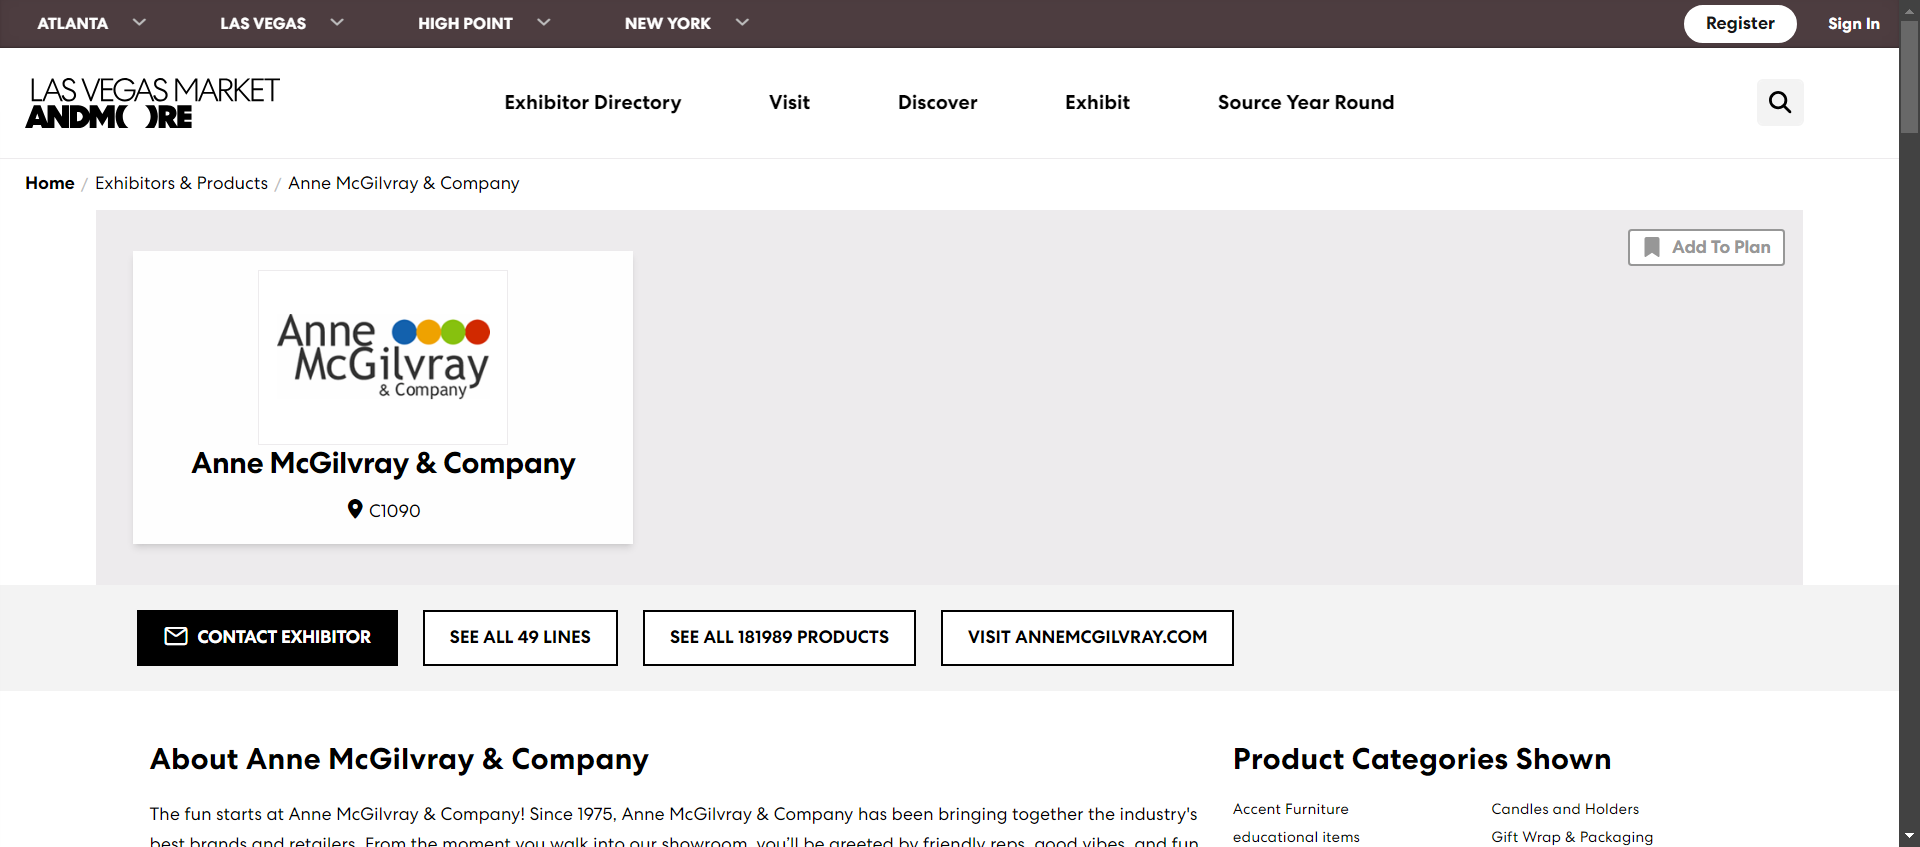 ATLANTA LAS VEGAS HIGH POINT NEW YORK Register Sign In
LAS VEGAS MARKET
ANDMORE
Exhibitor Directory Visit Discover Exhibit Source Year Round
Home / Exhibitors & Products / Anne McGilvray & Company
Add To Plan
Anne
McGilvray
& Company
Anne McGilvray & Company
C1090
CONTACT EXHIBITOR SEE ALL 49 LINES SEE ALL 181989 PRODUCTS VISIT ANNEMCGILVRAY.COM
About Anne McGilvray & Company
The fun starts at Anne McGilvray & Company! Since 1975, Anne McGilvray & Company has been bringing together the industry's
best brands and retailers. From the moment you walk into our showroom, you'll be greeted by friendly reps, good vibes, and fun
Product Categories Shown
Accent Furniture Candles and Holders
educational items Gift Wrap & Packaging